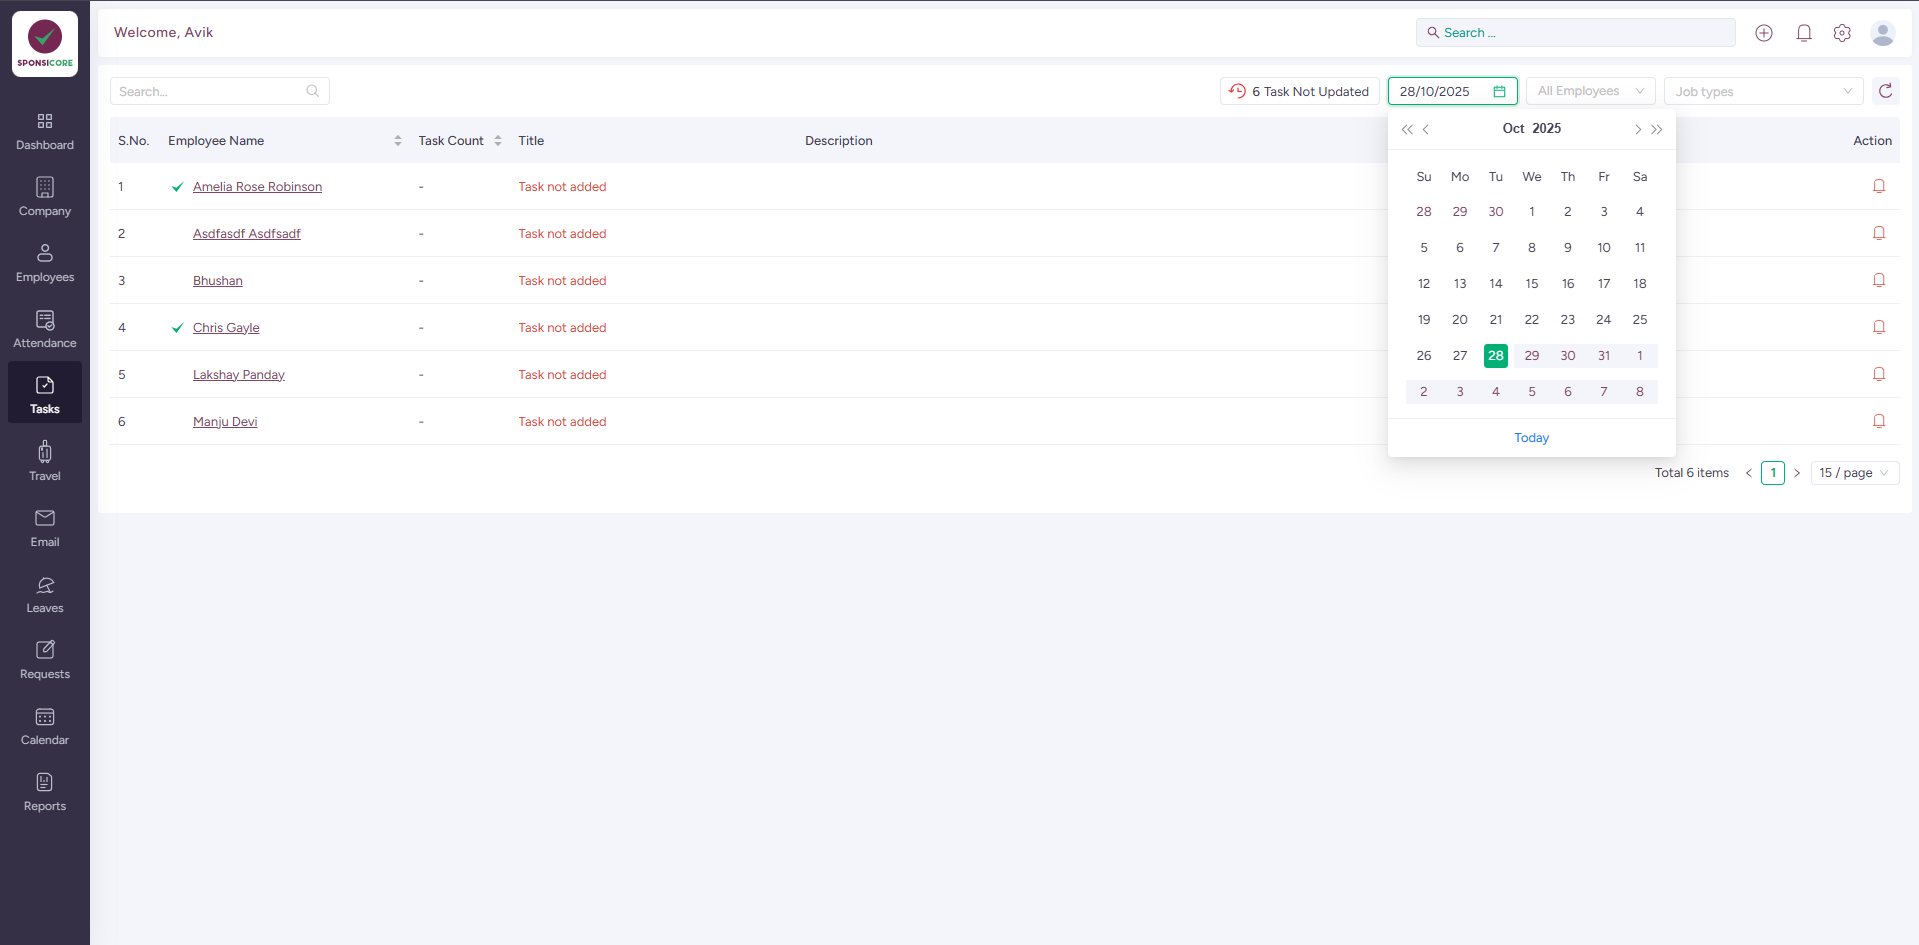 SPONSICORE
Welcome, Avik
Search ...
Search...
6 Task Not Updated
28/10/2025
All Employees
Job types
S.No. Employee Name Task Count Title Description Action
1 Amelia Rose Robinson - Task not added
2 Asdfasdf Asdfsadf - Task not added
3 Bhushan - Task not added
4 Chris Gayle - Task not added
5 Lakshay Panday - Task not added
6 Manju Devi - Task not added
Oct 2025
Su Mo Tu We Th Fr Sa
28 29 30 1 2 3 4
5 6 7 8 9 10 11
12 13 14 15 16 17 18
19 20 21 22 23 24 25
26 27 28 29 30 31 1
2 3 4 5 6 7 8
Today
Total 6 items < 1 > 15 / page
Dashboard
Company
Employees
Attendance
Tasks
Travel
Email
Leaves
Requests
Calendar
Reports